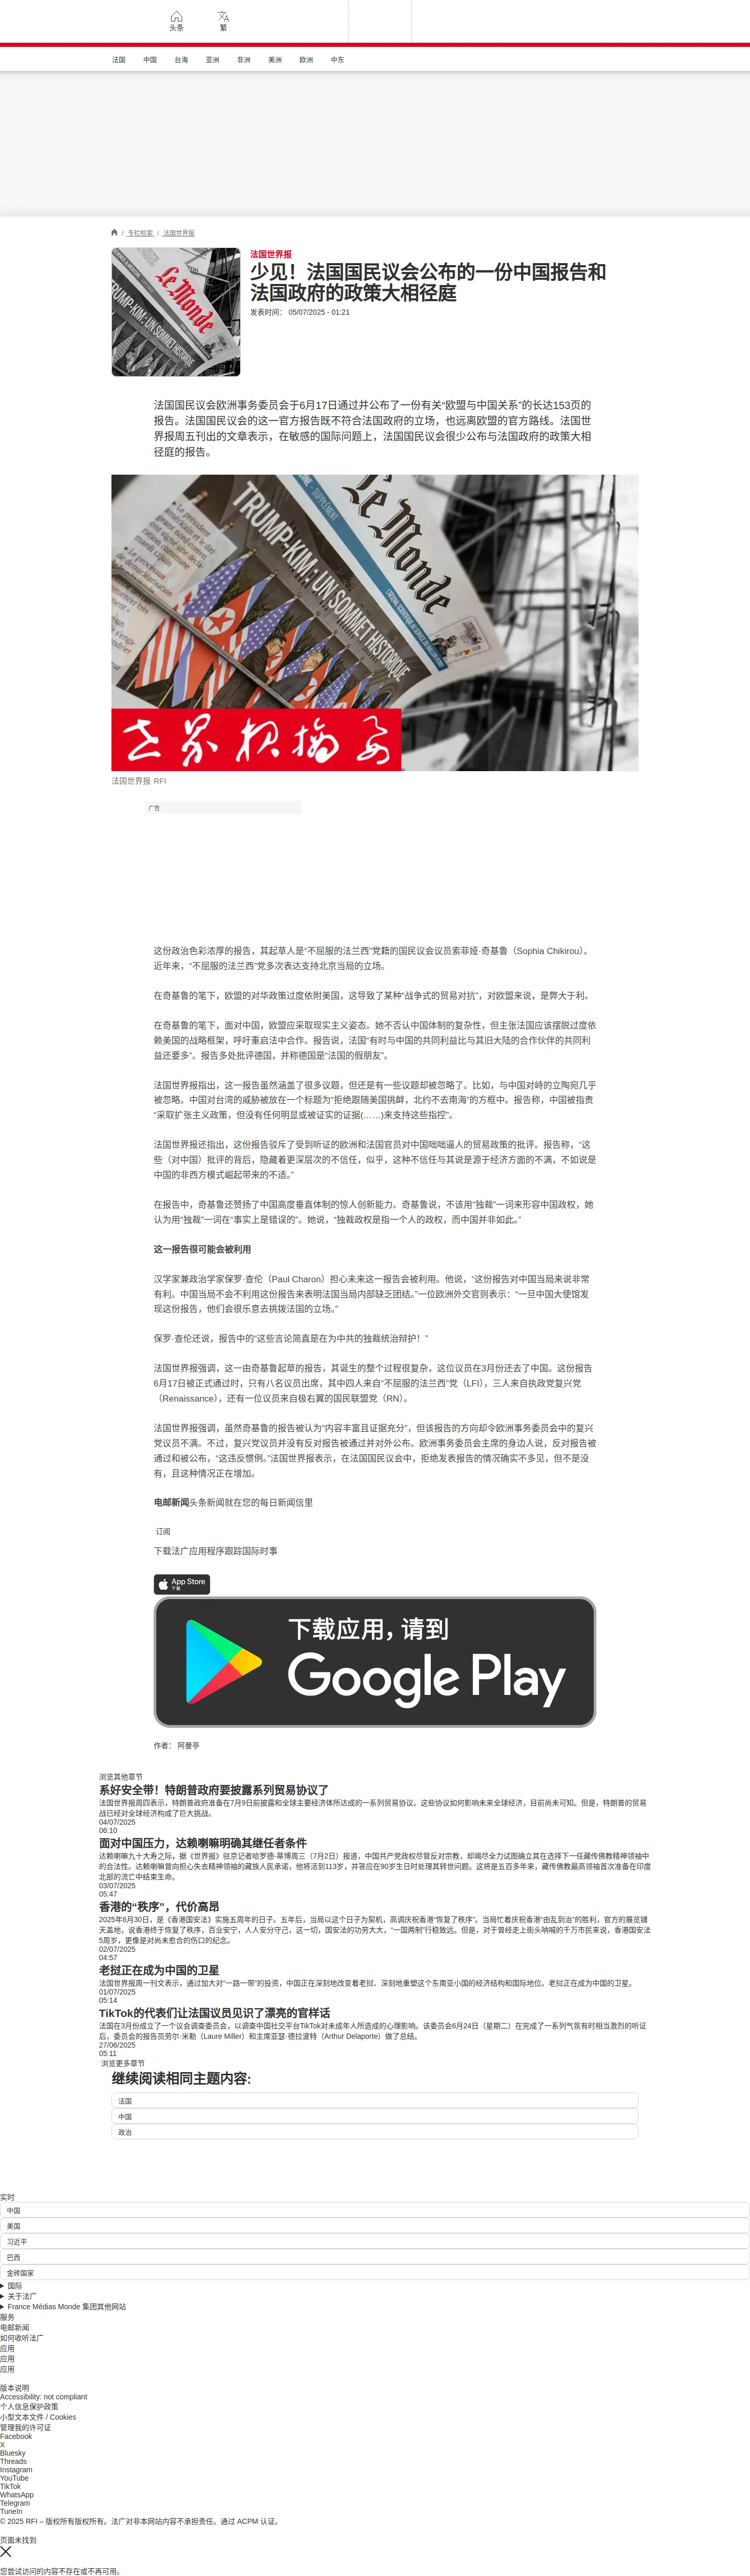 头条
繁
法国
中国
台海
亚洲
非洲
美洲
欧洲
中东
/ 专栏检索 / 法国世界报
Le Monde
TRUMP-KIM : UN SOMMET HISTORIQUE
法国世界报
少见！法国国民议会公布的一份中国报告和
法国政府的政策大相径庭
发表时间： 05/07/2025 - 01:21
法国国民议会欧洲事务委员会于6月17日通过并公布了一份有关“欧盟与中国关系”的长达153页的
报告。法国国民议会的这一官方报告既不符合法国政府的立场，也远离欧盟的官方路线。法国世
界报周五刊出的文章表示，在敏感的国际问题上，法国国民议会很少公布与法国政府的政策大相
径庭的报告。
Le Monde
TRUMP-KIM : UN SOMMET HISTORIQUE
世界报摘要
法国世界报 RFI
广告
这份政治色彩浓厚的报告，其起草人是“不屈服的法兰西”党籍的国民议会议员索菲娅·奇基鲁（Sophia Chikirou）。
近年来，“不屈服的法兰西”党多次表达支持北京当局的立场。
在奇基鲁的笔下，欧盟的对华政策过度依附美国，这导致了某种“战争式的贸易对抗”，对欧盟来说，是弊大于利。
在奇基鲁的笔下，面对中国，欧盟应采取现实主义姿态。她不否认中国体制的复杂性，但主张法国应该摆脱过度依
赖美国的战略框架，呼吁重启法中合作。报告说，法国“有时与中国的共同利益比与其旧大陆的合作伙伴的共同利
益还要多”。报告多处批评德国，并称德国是“法国的假朋友”。
法国世界报指出，这一报告虽然涵盖了很多议题，但还是有一些议题却被忽略了。比如，与中国对峙的立陶宛几乎
被忽略。中国对台湾的威胁被放在一个标题为“拒绝跟随美国挑衅，北约不去南海”的方框中。报告称，中国被指责
“采取扩张主义政策，但没有任何明显或被证实的证据(……)来支持这些指控”。
法国世界报还指出，这份报告驳斥了受到听证的欧洲和法国官员对中国咄咄逼人的贸易政策的批评。报告称，“这
些（对中国）批评的背后，隐藏着更深层次的不信任，似乎，这种不信任与其说是源于经济方面的不满，不如说是
中国的非西方模式崛起带来的不适。”
在报告中，奇基鲁还赞扬了中国高度垂直体制的惊人创新能力。奇基鲁说，不该用“独裁”一词来形容中国政权，她
认为用“独裁”一词在“事实上是错误的”。她说，“独裁政权是指一个人的政权，而中国并非如此。”
这一报告很可能会被利用
汉学家兼政治学家保罗·查伦（Paul Charon）担心未来这一报告会被利用。他说，“这份报告对中国当局来说非常
有利。中国当局不会不利用这份报告来表明法国当局内部缺乏团结。”一位欧洲外交官则表示：“一旦中国大使馆发
现这份报告，他们会很乐意去挑拨法国的立场。”
保罗·查伦还说，报告中的“这些言论简直是在为中共的独裁统治辩护！”
法国世界报强调，这一由奇基鲁起草的报告，其诞生的整个过程很复杂，这位议员在3月份还去了中国。这份报告
6月17日被正式通过时，只有八名议员出席，其中四人来自“不屈服的法兰西”党（LFI），三人来自执政党复兴党
（Renaissance），还有一位议员来自极右翼的国民联盟党（RN）。
法国世界报强调，虽然奇基鲁的报告被认为“内容丰富且证据充分”，但该报告的方向却令欧洲事务委员会中的复兴
党议员不满。不过，复兴党议员并没有反对报告被通过并对外公布。欧洲事务委员会主席的身边人说，反对报告被
通过和被公布，“这违反惯例。”法国世界报表示，在法国国民议会中，拒绝发表报告的情况确实不多见，但不是没
有，且这种情况正在增加。
电邮新闻头条新闻就在您的每日新闻信里
订阅
下载法广应用程序跟踪国际时事
App Store
下载
下载应用，请到
Google Play
作者： 阿曼亭
浏览其他章节
系好安全带！特朗普政府要披露系列贸易协议了
法国世界报周四表示，特朗普政府准备在7月9日前披露和全球主要经济体所达成的一系列贸易协议。这些协议如何影响未来全球经济，目前尚未可知。但是，特朗普的贸易
战已经对全球经济构成了巨大挑战。
04/07/2025
06:10
面对中国压力，达赖喇嘛明确其继任者条件
达赖喇嘛九十大寿之际，据《世界报》驻京记者哈罗德-蒂博周三（7月2日）报道，中国共产党政权尽管反对宗教，却竭尽全力试图确立其在选择下一任藏传佛教精神领袖中
的合法性。达赖喇嘛曾向担心失去精神领袖的藏族人民承诺，他将活到113岁，并答应在90岁生日时处理其转世问题。这将是五百多年来，藏传佛教最高领袖首次准备在印度
北部的流亡中结束生命。
03/07/2025
05:47
香港的“秩序”，代价高昂
2025年6月30日，是《香港国安法》实施五周年的日子。五年后，当局以这个日子为契机，高调庆祝香港“恢复了秩序”。当局忙着庆祝香港“由乱到治”的胜利，官方的展览铺
天盖地，说香港终于恢复了秩序，百业安宁，人人安分守己，这一切，国安法的功劳大大，“一国两制”行稳致远。但是，对于曾经走上街头呐喊的千万市民来说，香港国安法
5周岁，更像是对尚未愈合的伤口的纪念。
02/07/2025
04:57
老挝正在成为中国的卫星
法国世界报周一刊文表示，通过加大对“一路一带”的投资，中国正在深刻地改变着老挝、深刻地重塑这个东南亚小国的经济结构和国际地位。老挝正在成为中国的卫星。
01/07/2025
05:14
TikTok的代表们让法国议员见识了漂亮的官样话
法国在3月份成立了一个议会调查委员会，以调查中国社交平台TikTok对未成年人所造成的心理影响。该委员会6月24日（星期二）在完成了一系列气氛有时相当激烈的听证
后，委员会的报告员劳尔·米勒（Laure Miller）和主席亚瑟·德拉波特（Arthur Delaporte）做了总结。
27/06/2025
05:11
浏览更多章节
继续阅读相同主题内容:
法国
中国
政治
实时
中国
美国
习近平
巴西
金砖国家
国际
关于法广
France Médias Monde 集团其他网站
服务
电邮新闻
如何收听法广
应用
应用
应用
版本说明
Accessibility: not compliant
个人信息保护政策
小型文本文件 / Cookies
管理我的许可证
Facebook
X
Bluesky
Threads
Instagram
YouTube
TikTok
WhatsApp
Telegram
TuneIn
© 2025 RFI – 版权所有版权所有。法广对非本网站内容不承担责任。通过 ACPM 认证。
页面未找到
您尝试访问的内容不存在或不再可用。